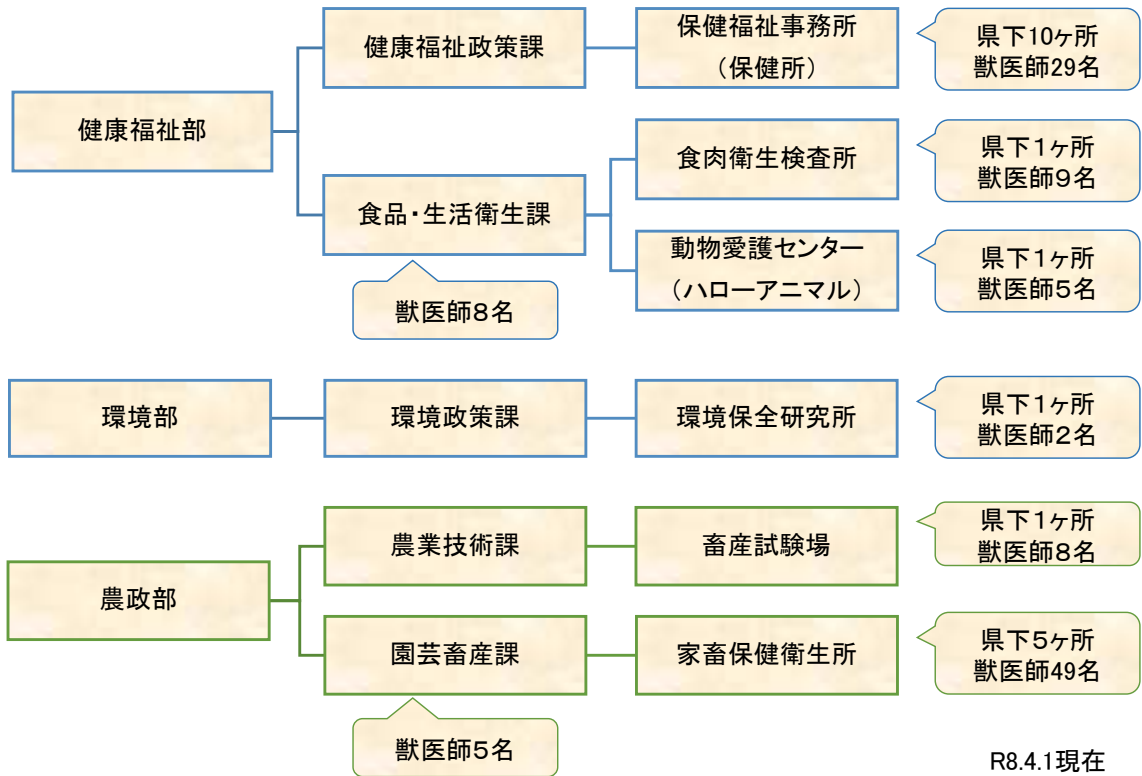 健康福祉部
健康福祉政策課
保健福祉事務所
（保健所）
県下10ヶ所
獣医師29名
食品・生活衛生課
獣医師８名
食肉衛生検査所
県下１ヶ所
獣医師９名
動物愛護センター
（ハローアニマル）
県下１ヶ所
獣医師５名
環境部
環境政策課
環境保全研究所
県下１ヶ所
獣医師２名
農政部
農業技術課
畜産試験場
県下１ヶ所
獣医師８名
園芸畜産課
獣医師５名
家畜保健衛生所
県下５ヶ所
獣医師49名
R8.4.1現在